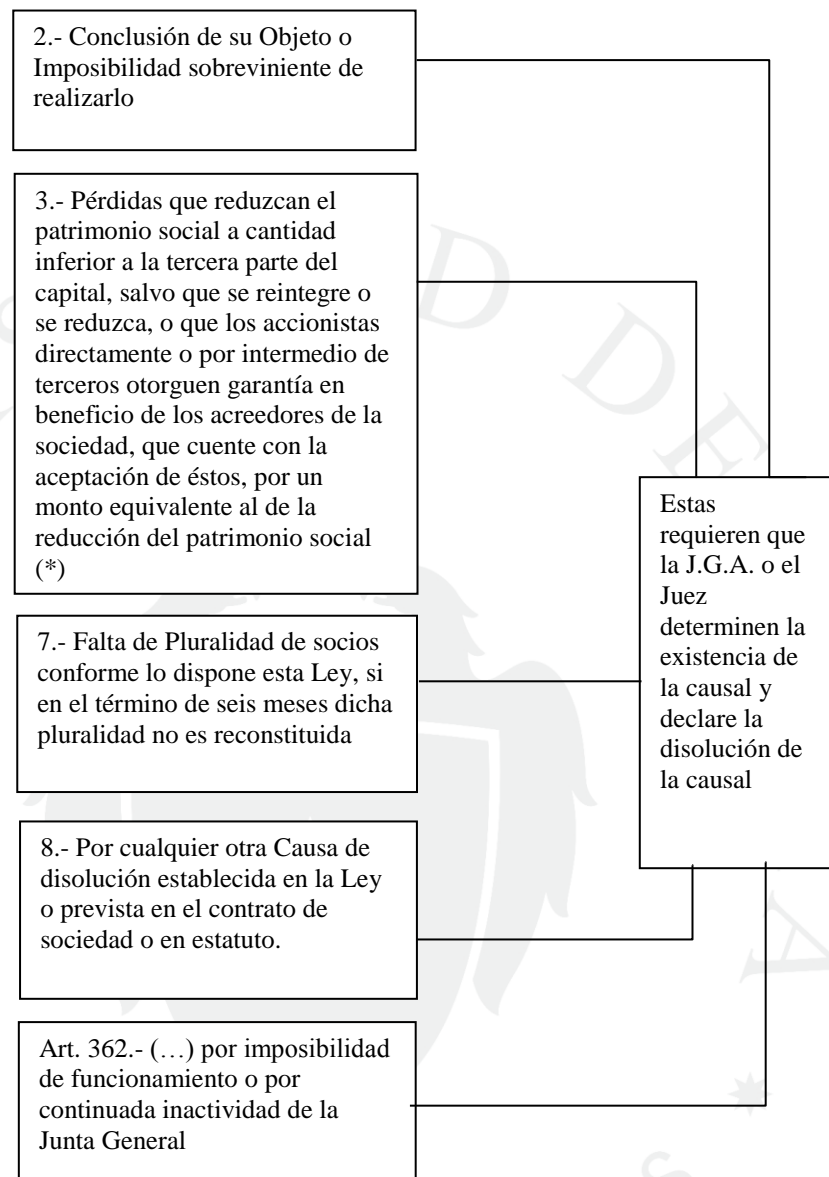 2.- Conclusión de su Objeto o
Imposibilidad sobreviniente de
realizarlo
3.- Pérdidas que reduzcan el
patrimonio social a cantidad
inferior a la tercera parte del
capital, salvo que se reintegre o
se reduzca, o que los accionistas
directamente o por intermedio de
terceros otorguen garantía en
beneficio de los acreedores de la
sociedad, que cuente con la
aceptación de éstos, por un
monto equivalente al de la
reducción del patrimonio social
(*)
7.- Falta de Pluralidad de socios
conforme lo dispone esta Ley, si
en el término de seis meses dicha
pluralidad no es reconstituida
8.- Por cualquier otra Causa de
disolución establecida en la Ley
o prevista en el contrato de
sociedad o en estatuto.
Art. 362.- (…) por imposibilidad
de funcionamiento o por
continuada inactividad de la
Junta General
Estas
requieren que
la J.G.A. o el
Juez
determinen la
existencia de
la causal y
declare la
disolución de
la causal